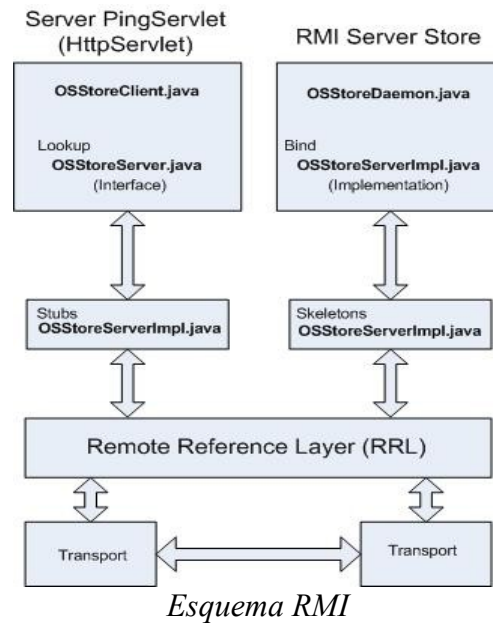 Server PingServlet
(HttpServlet)
OSStoreClient.java
Lookup
OSStoreServer.java
(Interface)
RMI Server Store
OSStoreDaemon.java
Bind
OSStoreServerImpl.java
(Implementation)
Stubs
OSStoreServerImpl.java
Skeletons
OSStoreServerImpl.java
Remote Reference Layer (RRL)
Transport
Transport
Esquema RMI